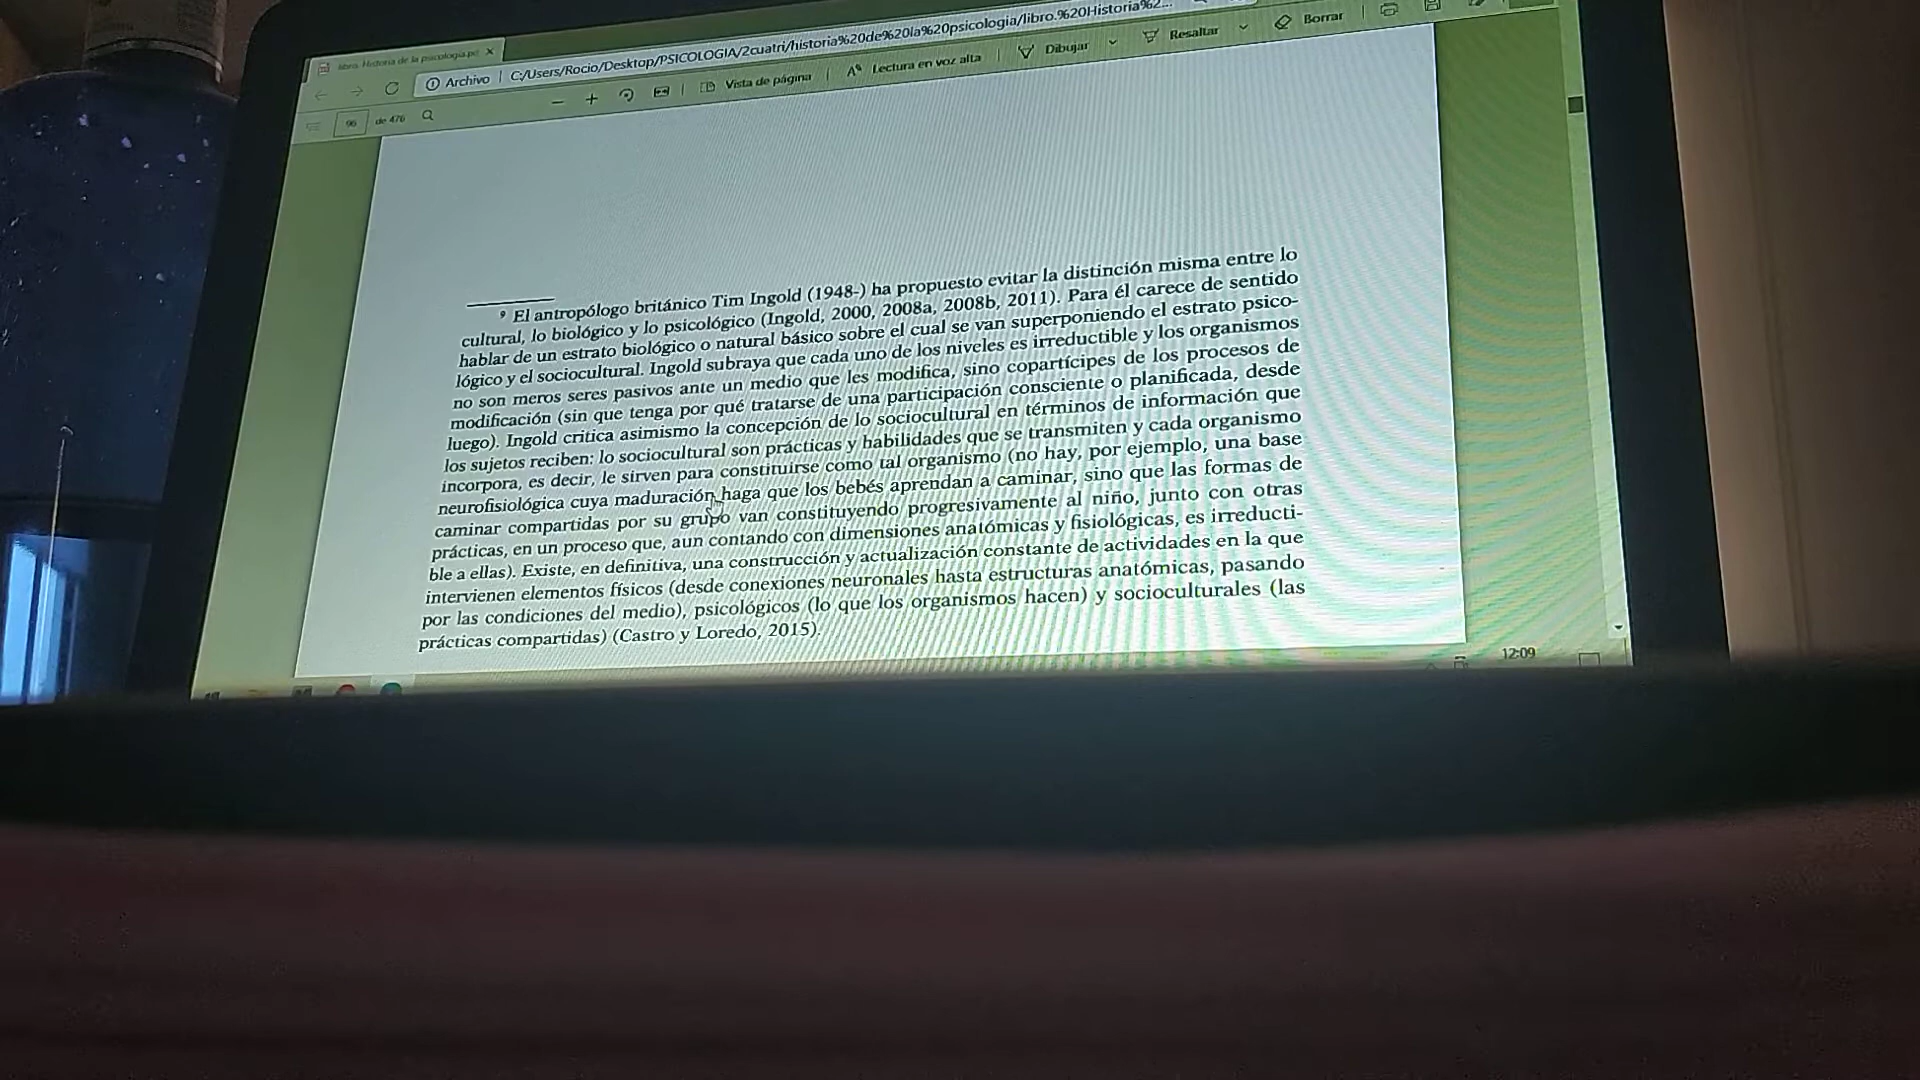 libro. Historia de la psicologia.pd
Archivo | C:/Users/Rocio/Desktop/PSICOLOGIA/2cuatri/historia%20de%20la%20psicologia/libro.%20Historia%2...
96 de 476 Vista de página | Lectura en voz alta | Dibujar Resaltar Borrar
⁹ El antropólogo británico Tim Ingold (1948-) ha propuesto evitar la distinción misma entre lo
cultural, lo biológico y lo psicológico (Ingold, 2000, 2008a, 2008b, 2011). Para él carece de sentido
hablar de un estrato biológico o natural básico sobre el cual se van superponiendo el estrato psico-
lógico y el sociocultural. Ingold subraya que cada uno de los niveles es irreductible y los organismos
no son meros seres pasivos ante un medio que les modifica, sino copartícipes de los procesos de
modificación (sin que tenga por qué tratarse de una participación consciente o planificada, desde
luego). Ingold critica asimismo la concepción de lo sociocultural en términos de información que
los sujetos reciben: lo sociocultural son prácticas y habilidades que se transmiten y cada organismo
incorpora, es decir, le sirven para constituirse como tal organismo (no hay, por ejemplo, una base
neurofisiológica cuya maduración haga que los bebés aprendan a caminar, sino que las formas de
caminar compartidas por su grupo van constituyendo progresivamente al niño, junto con otras
prácticas, en un proceso que, aun contando con dimensiones anatómicas y fisiológicas, es irreducti-
ble a ellas). Existe, en definitiva, una construcción y actualización constante de actividades en la que
intervienen elementos físicos (desde conexiones neuronales hasta estructuras anatómicas, pasando
por las condiciones del medio), psicológicos (lo que los organismos hacen) y socioculturales (las
prácticas compartidas) (Castro y Loredo, 2015).
12:09